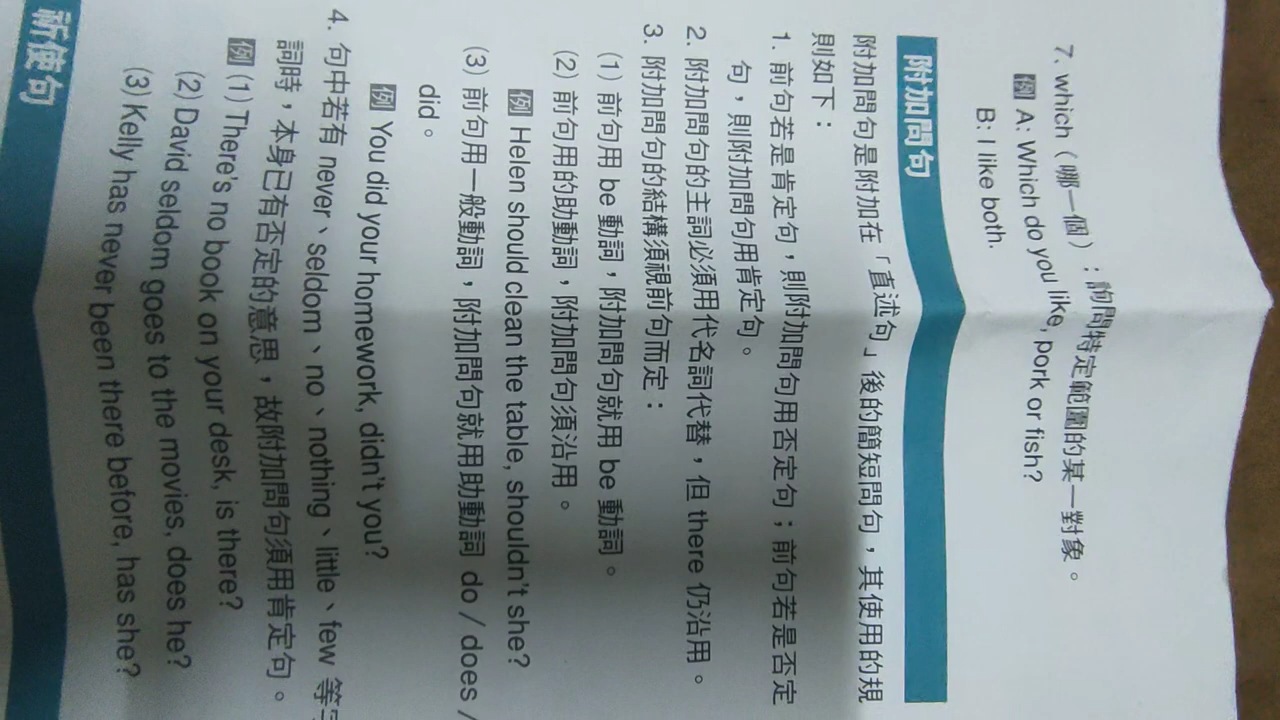 7. which（哪一個）：詢問特定範圍的某一對象。
例 A: Which do you like, pork or fish?
B: I like both.
附加問句
附加問句是附加在「直述句」後的簡短問句，其使用的規
則如下：
1. 前句若是肯定句，則附加問句用否定句；前句若是否定
句，則附加問句用肯定句。
2. 附加問句的主詞必須用代名詞代替，但 there 仍沿用。
3. 附加問句的結構須視前句而定：
(1) 前句用 be 動詞，附加問句就用 be 動詞。
(2) 前句用的助動詞，附加問句須沿用。
例 Helen should clean the table, shouldn't she?
(3) 前句用一般動詞，附加問句就用助動詞 do / does /
did。
例 You did your homework, didn't you?
4. 句中若有 never、seldom、no、nothing、little、few 等字
詞時，本身已有否定的意思，故附加問句須用肯定句。
例 (1) There's no book on your desk, is there?
(2) David seldom goes to the movies, does he?
(3) Kelly has never been there before, has she?
祈使句